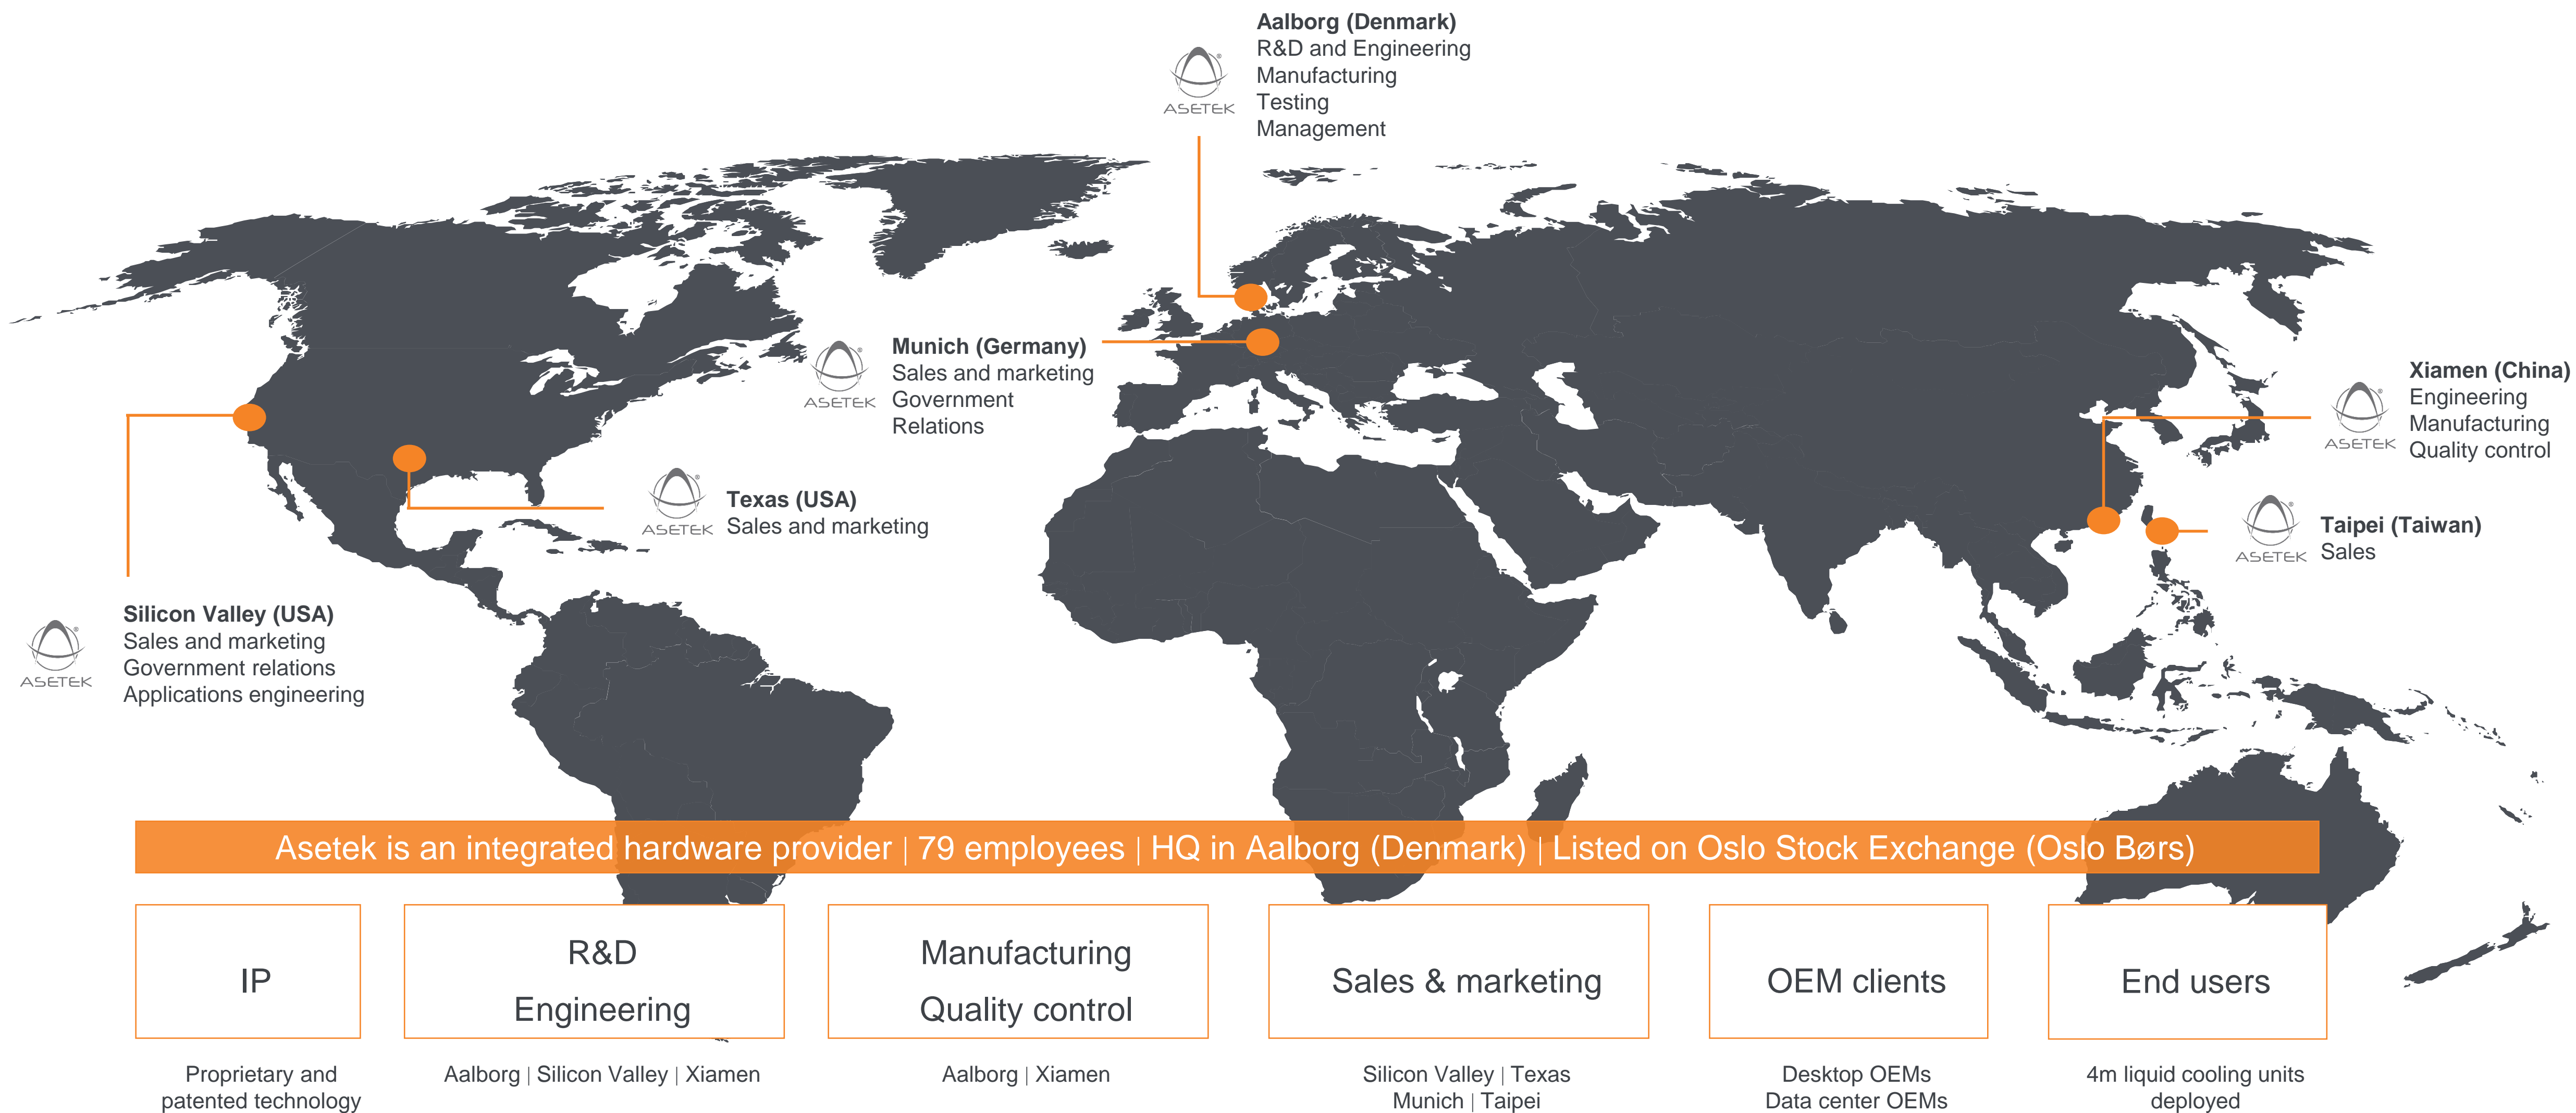 Aalborg (Denmark)
R&D and Engineering
Manufacturing
Testing
Management
ASETEK
®
Munich (Germany)
Sales and marketing
Government
Relations
ASETEK
®
Xiamen (China)
Engineering
Manufacturing
Quality control
ASETEK
®
Texas (USA)
Sales and marketing
ASETEK
®
Taipei (Taiwan)
Sales
ASETEK
®
Silicon Valley (USA)
Sales and marketing
Government relations
Applications engineering
ASETEK
®
Asetek is an integrated hardware provider | 79 employees | HQ in Aalborg (Denmark) | Listed on Oslo Stock Exchange (Oslo Børs)
IP
Proprietary and
patented technology
R&D
Engineering
Aalborg | Silicon Valley | Xiamen
Manufacturing
Quality control
Aalborg | Xiamen
Sales & marketing
Silicon Valley | Texas
Munich | Taipei
OEM clients
Desktop OEMs
Data center OEMs
End users
4m liquid cooling units
deployed